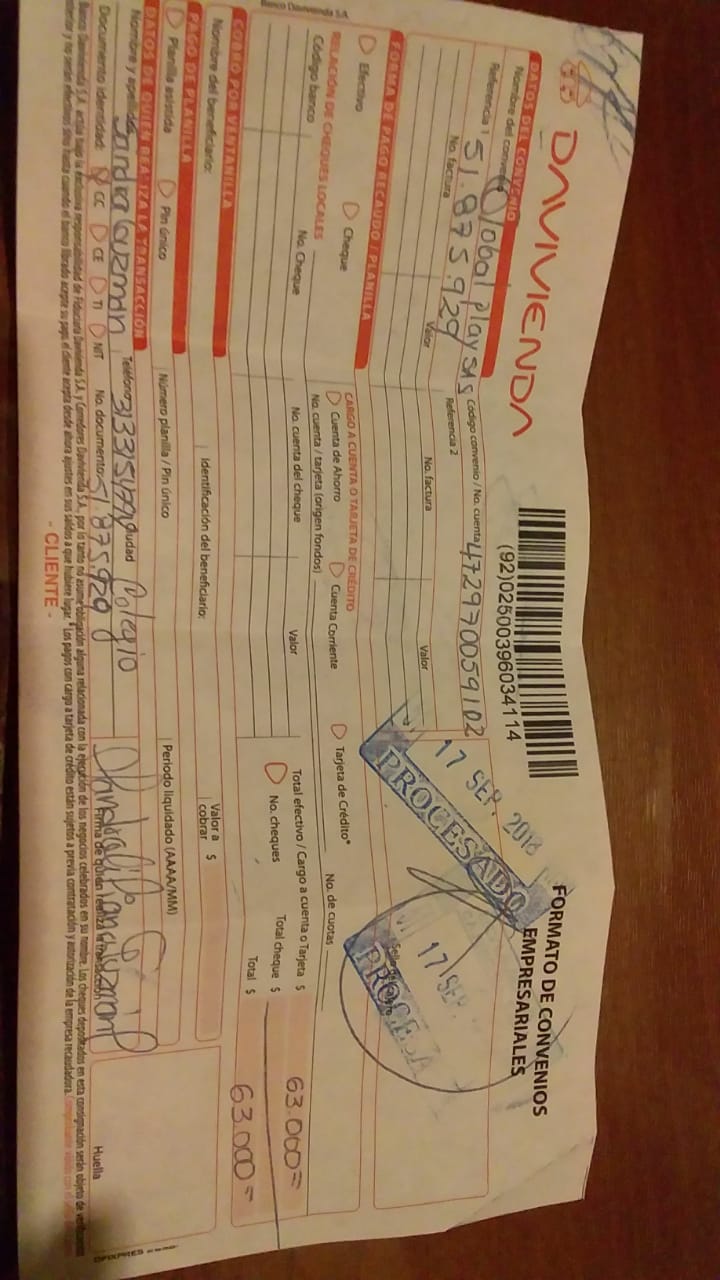 DAVIVIENDA
(92)02500396034114
FORMATO DE CONVENIOS
EMPRESARIALES
DATOS DEL CONVENIO
Nombre del convenio Global play SAS Código convenio / No. cuenta 472970059102
Referencia 1 51.875.929 Referencia 2
No. factura Valor No. factura Valor
17 SEP 2018
PROCESADO
17 SEP
PROCESA
FORMA DE PAGO RECAUDO / PLANILLA
Efectivo Cheque
CARGO A CUENTA O TARJETA DE CRÉDITO
Cuenta de Ahorro Cuenta Corriente Tarjeta de Crédito*
No. cuenta / tarjeta (origen fondos) No. de cuotas
RELACIÓN DE CHEQUES LOCALES
Código banco No. Cheque No. cuenta del cheque Valor
Total efectivo / Cargo a cuenta o Tarjeta $ 63.000=
No. cheques Total cheque $
Total $ 63.000=
COBRO POR VENTANILLA
Nombre del beneficiario: Identificación del beneficiario: Valor a cobrar $
PAGO DE PLANILLA
Planilla asistida Pin único Número planilla / Pin único Periodo liquidado (AAAA/MM)
DATOS DE QUIEN REALIZA LA TRANSACCIÓN
Nombre y apellido: Sandra Guzmán Teléfono: Ciudad
Documento identidad: CC CE TI NIT No. documento: 51.875.929
Firma de quien realiza la transacción
Huella
Banco Davivienda S.A. actúa bajo la exclusiva responsabilidad de Fiduciaria Davivienda S.A. y Corredores Davivienda S.A., por lo tanto no asume obligación alguna relacionada con la ejecución de los negocios celebrados en su nombre. Los cheques depositados en esta consignación serán objeto de verificación
posterior y no serán efectivos sino hasta cuando el banco librado acepte su pago, el cliente acepta desde ahora ajustes en sus saldos a que hubiere lugar. *Los pagos con cargo a tarjeta de crédito están sujetos a previa contratación y autorización de la empresa recaudadora.
- CLIENTE -
Banco Davivienda S.A.